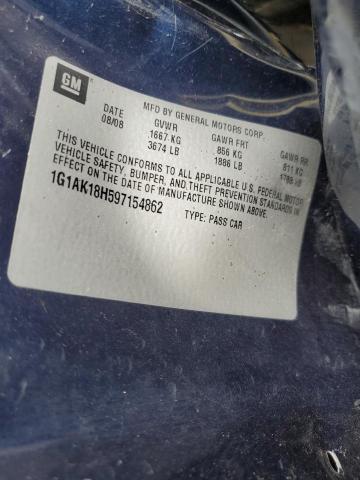 GM
MFD BY GENERAL MOTORS CORP.
DATE GVWR GAWR FRT GAWR RR
08/08 1667 KG 856 KG 811 KG
3674 LB 1886 LB 1788 LB
THIS VEHICLE CONFORMS TO ALL APPLICABLE U.S. FEDERAL MOTOR
VEHICLE SAFETY, BUMPER, AND THEFT PREVENTION STANDARDS IN
EFFECT ON THE DATE OF MANUFACTURE SHOWN ABOVE.
1G1AK18H597154862 TYPE: PASS CAR